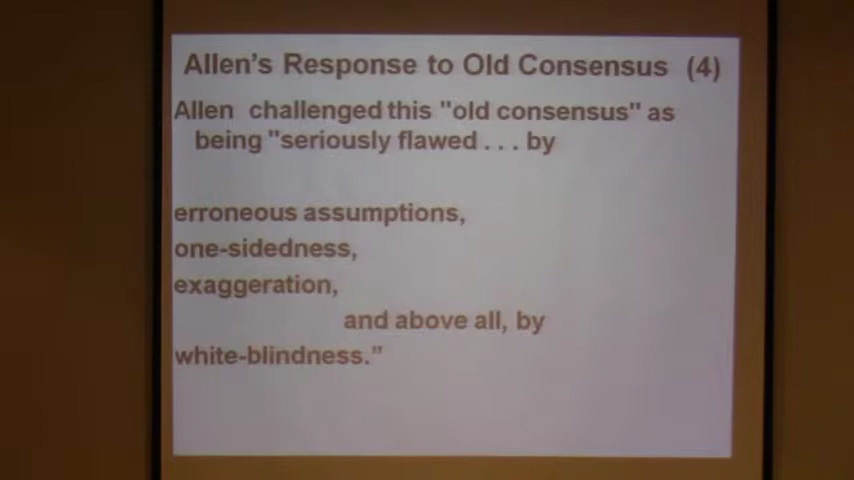 Allen's Response to Old Consensus (4)
Allen challenged this "old consensus" as
being "seriously flawed . . . by
erroneous assumptions,
one-sidedness,
exaggeration,
and above all, by
white-blindness.”